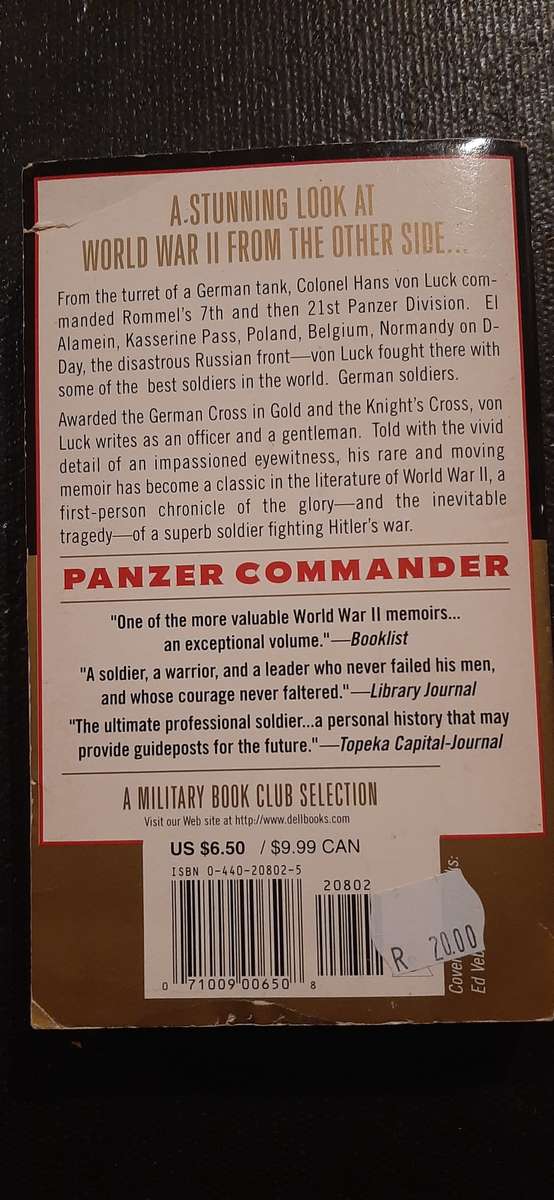 A STUNNING LOOK AT
WORLD WAR II FROM THE OTHER SIDE...
From the turret of a German tank, Colonel Hans von Luck com-
manded Rommel's 7th and then 21st Panzer Division. El
Alamein, Kasserine Pass, Poland, Belgium, Normandy on D-
Day, the disastrous Russian front—von Luck fought there with
some of the best soldiers in the world. German soldiers.
Awarded the German Cross in Gold and the Knight's Cross, von
Luck writes as an officer and a gentleman. Told with the vivid
detail of an impassioned eyewitness, his rare and moving
memoir has become a classic in the literature of World War II, a
first-person chronicle of the glory—and the inevitable
tragedy—of a superb soldier fighting Hitler's war.
PANZER COMMANDER
"One of the more valuable World War II memoirs...
an exceptional volume."—Booklist
"A soldier, a warrior, and a leader who never failed his men,
and whose courage never faltered."—Library Journal
"The ultimate professional soldier...a personal history that may
provide guideposts for the future."—Topeka Capital-Journal
A MILITARY BOOK CLUB SELECTION
Visit our Web site at http://www.dellbooks.com
US $6.50 / $9.99 CAN
ISBN 0-440-20802-5
20802
0 71009 00650 8
R 20.00
Cover
Ed